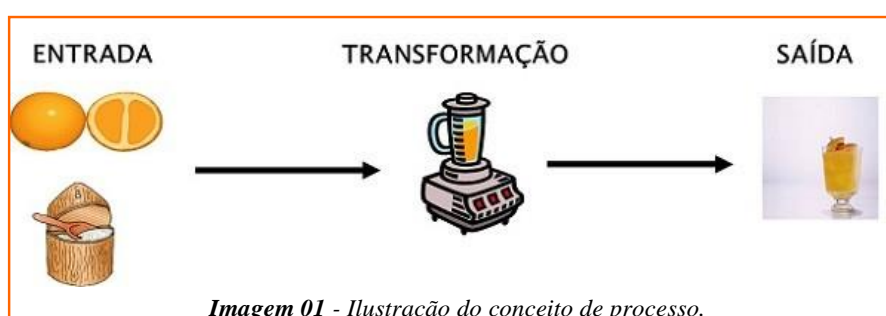 ENTRADA TRANSFORMAÇÃO SAÍDA
Imagem 01 - Ilustração do conceito de processo.